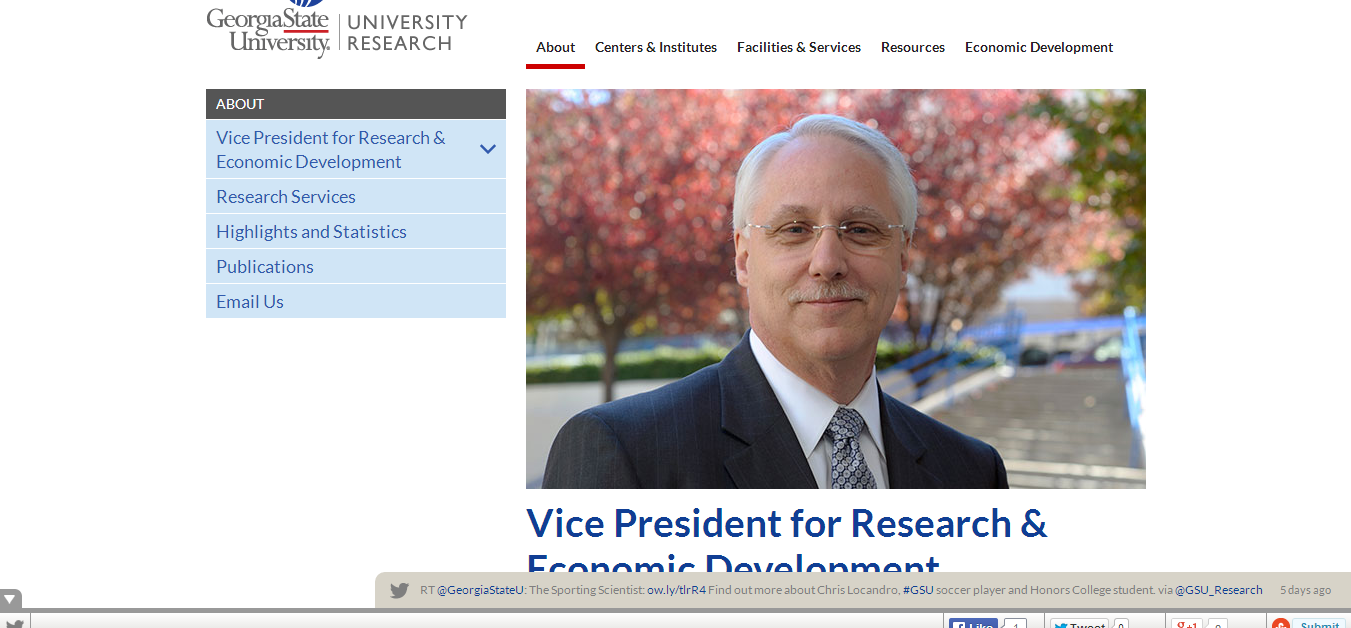 GeorgiaState
University.
UNIVERSITY
RESEARCH
About
Centers & Institutes
Facilities & Services
Resources
Economic Development
ABOUT
Vice President for Research &
Economic Development
Research Services
Highlights and Statistics
Publications
Email Us
Vice President for Research &
Economic Development
RT @GeorgiaStateU: The Sporting Scientist: ow.ly/tlrR4 Find out more about Chris Locandro, #GSU soccer player and Honors College student. via @GSU_Research
5 days ago
Like
1
Tweet
0
g+1
0
Submit